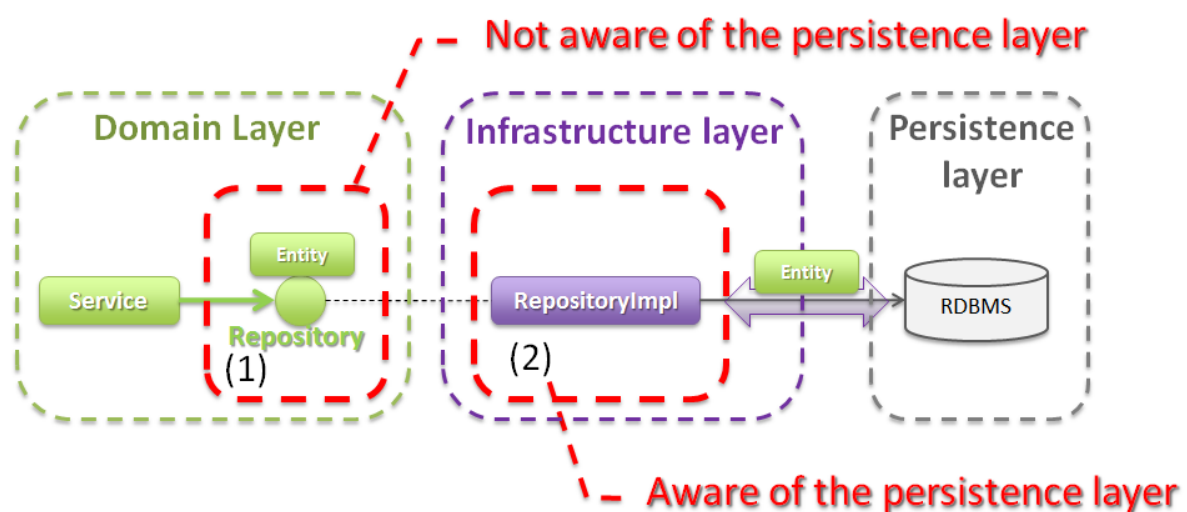 Not aware of the persistence layer
Domain Layer
Infrastructure layer
Persistence
layer
Entity
Entity
Service
RepositoryImpl
RDBMS
Repository
(1)
(2)
Aware of the persistence layer